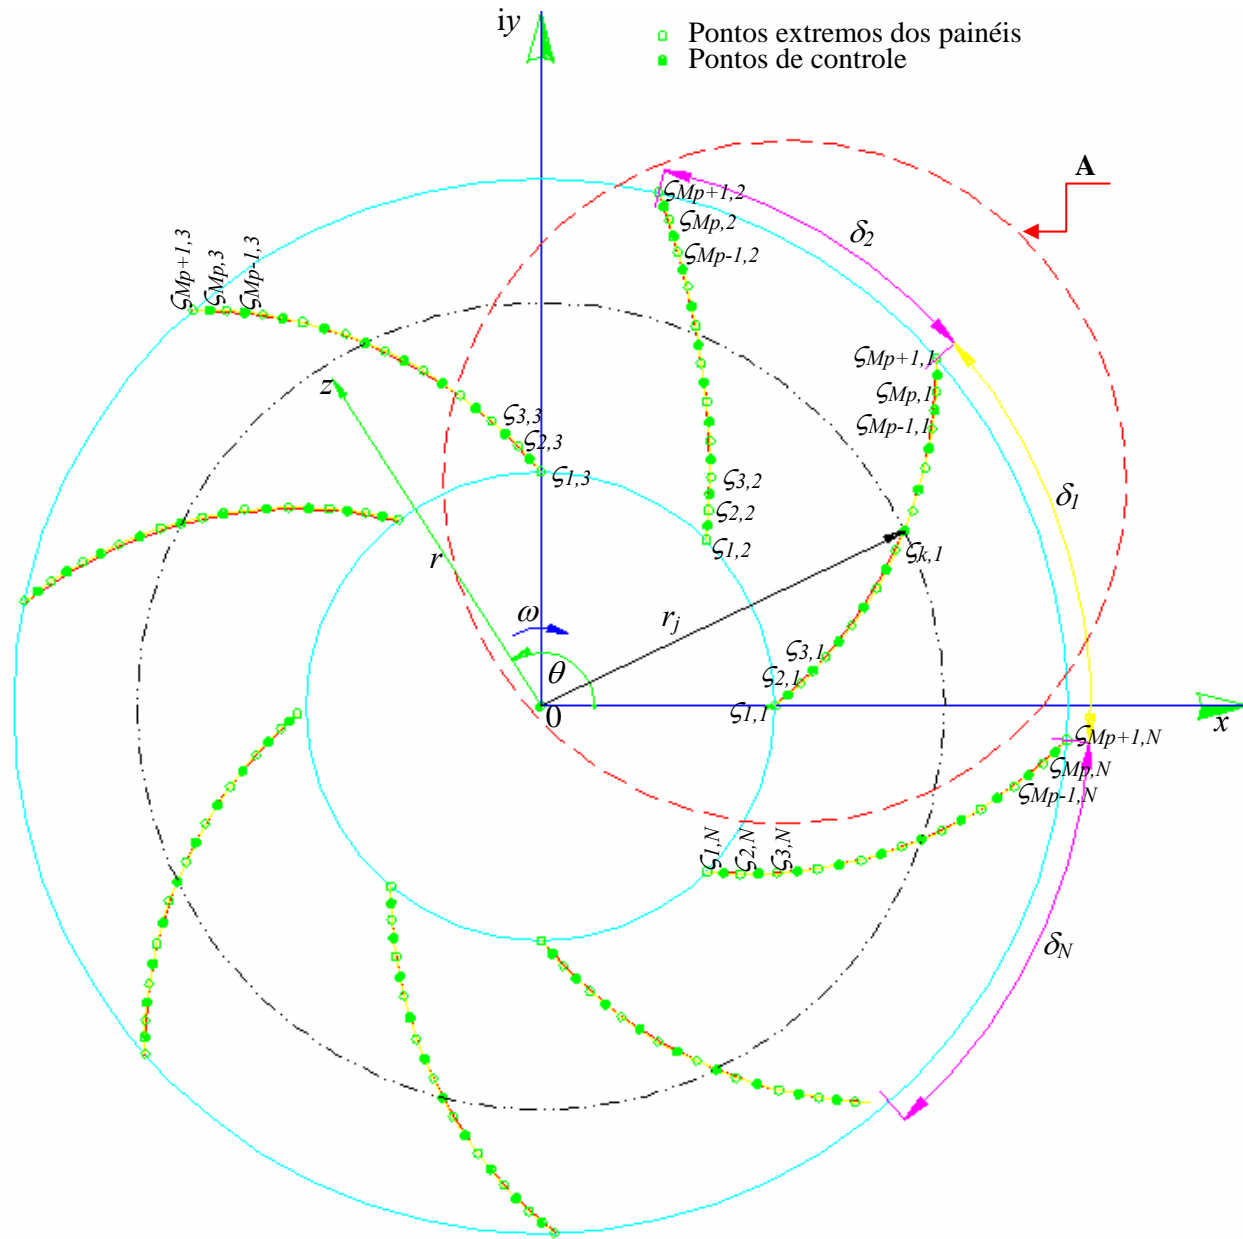 iy
Pontos extremos dos painéis
Pontos de controle
A
ςMp+1,2
ςMp,2
ςMp-1,2
δ2
ςMp+1,3
ςMp,3
ςMp-1,3
ςMp+1,1
ςMp,1
ςMp-1,1
z
ς3,3
ς2,3
ς1,3
ς3,2
ς2,2
ς1,2
δ1
r
ςk,1
ω
rj
θ
ς3,1
ς2,1
ς1,1
0
x
ςMp+1,N
ςMp,N
ςMp-1,N
ς1,N
ς2,N
ς3,N
δN